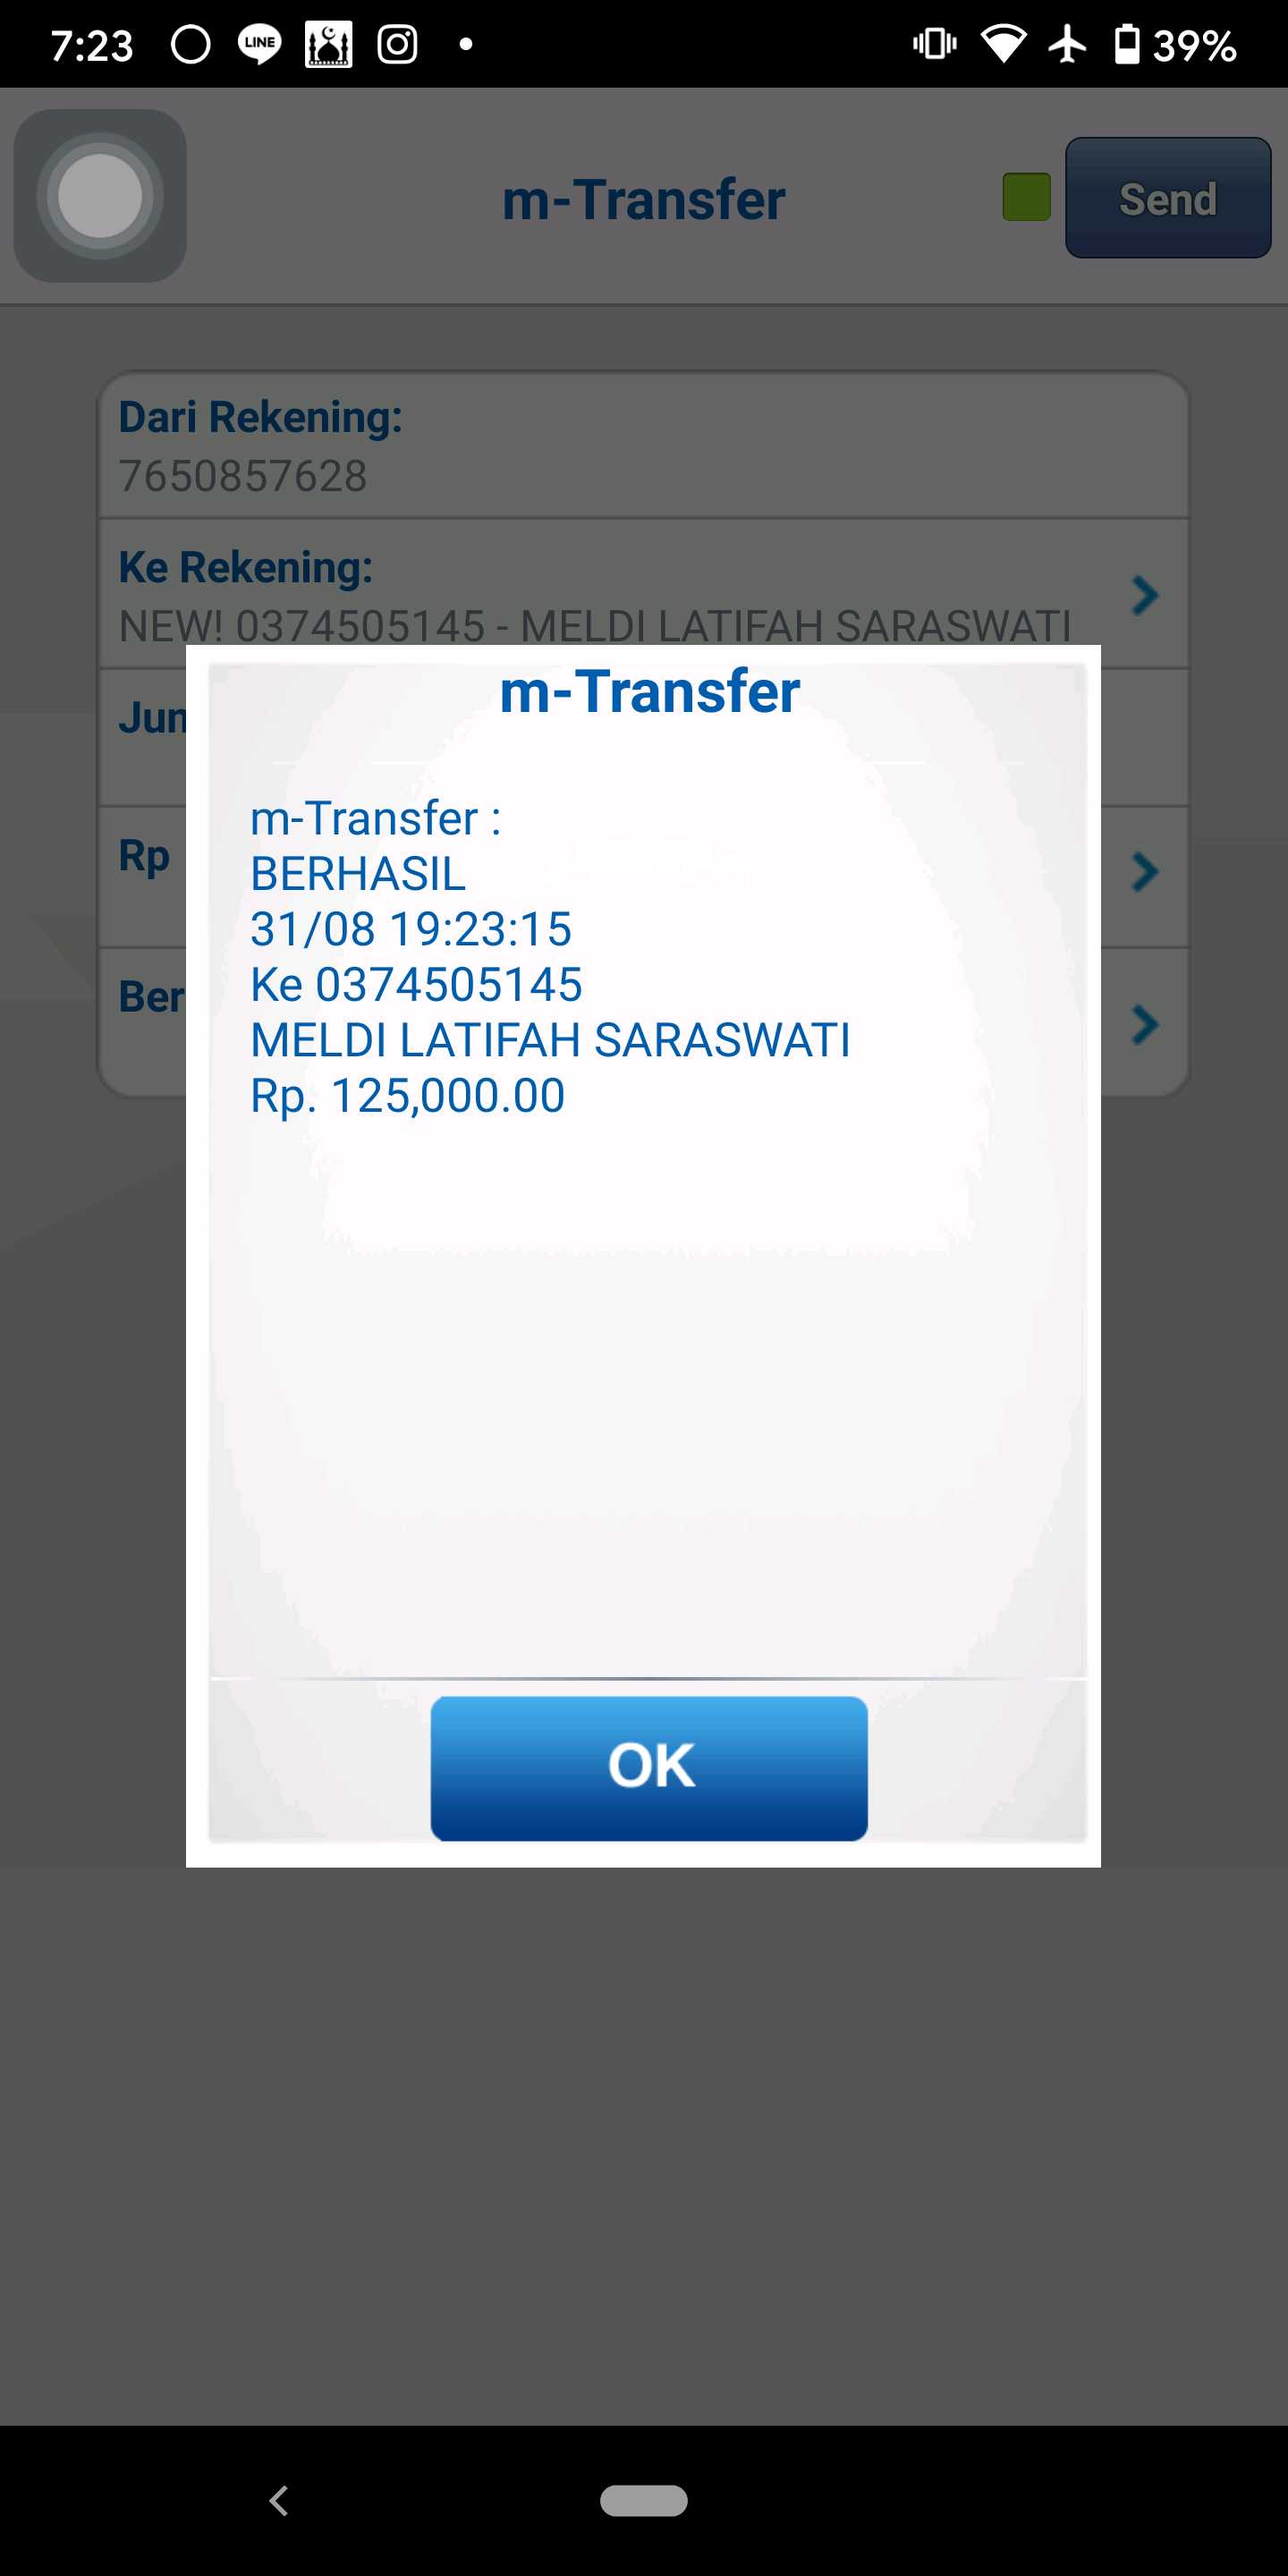 7:23 LINE 39%
m-Transfer
Send
Dari Rekening:
7650857628
Ke Rekening:
NEW! 0374505145 - MELDI LATIFAH SARASWATI
Jun
Rp
Ber
m-Transfer
m-Transfer :
BERHASIL
31/08 19:23:15
Ke 0374505145
MELDI LATIFAH SARASWATI
Rp. 125,000.00
OK